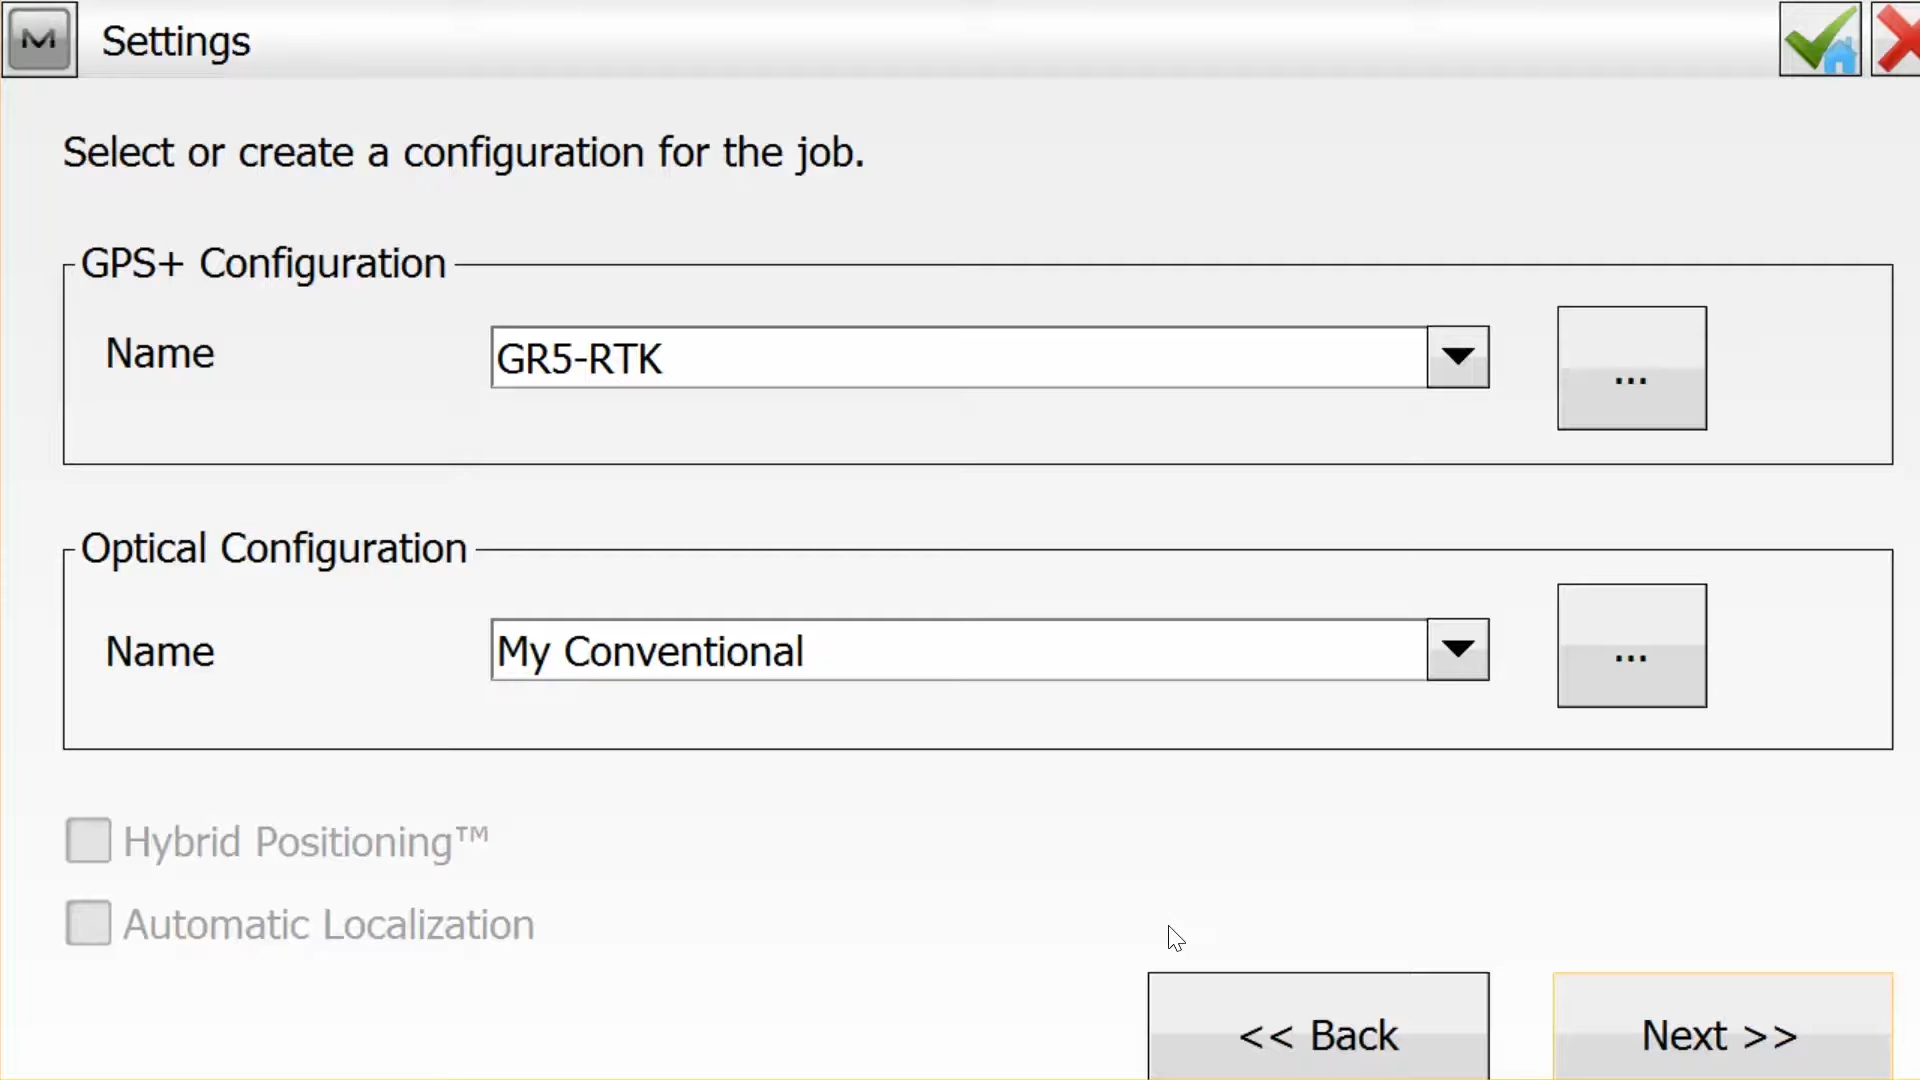 Settings
Select or create a configuration for the job.
GPS+ Configuration
Name
GR5-RTK
...
Optical Configuration
Name
My Conventional
...
Hybrid Positioning™
Automatic Localization
<< Back
Next >>